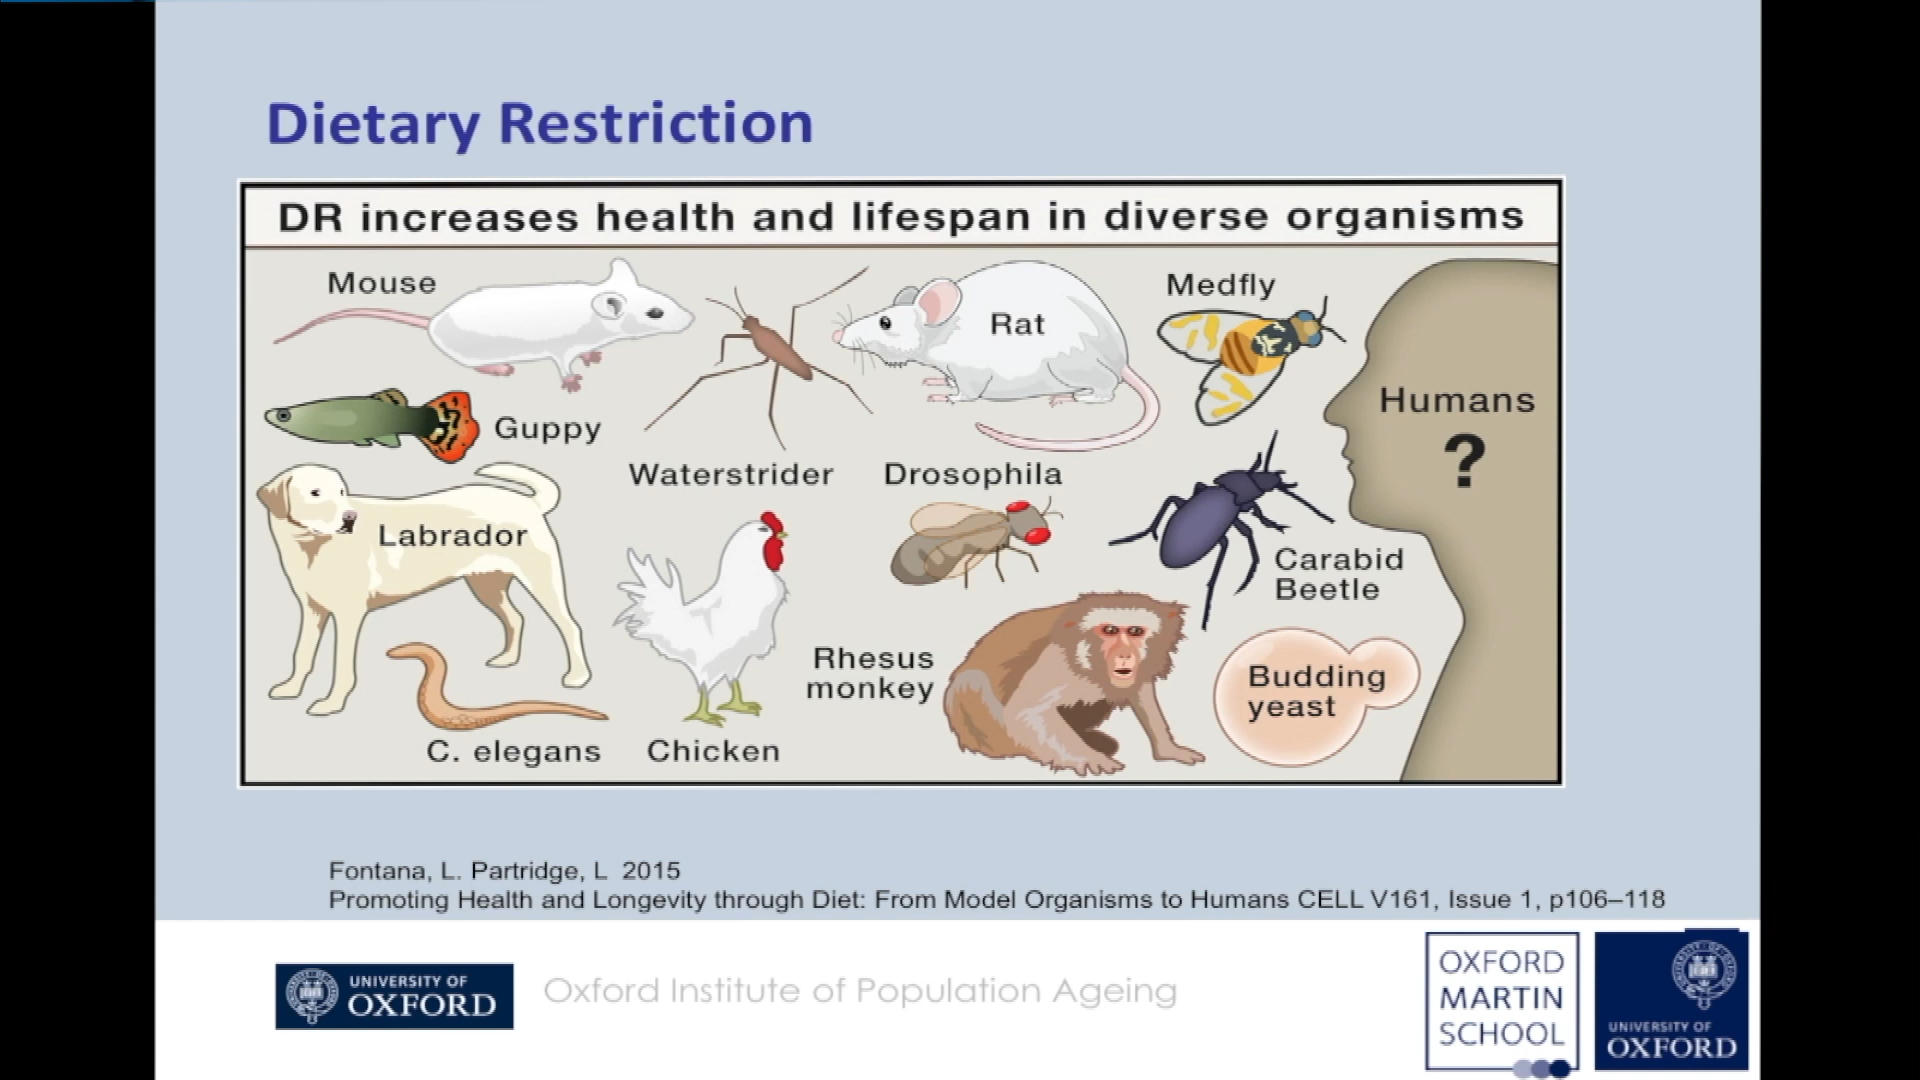 Dietary Restriction
DR increases health and lifespan in diverse organisms
Mouse
Rat
Medfly
Humans
?
Guppy
Waterstrider
Drosophila
Labrador
Carabid
Beetle
Rhesus
monkey
Budding
yeast
C. elegans
Chicken
Fontana, L. Partridge, L 2015
Promoting Health and Longevity through Diet: From Model Organisms to Humans CELL V161, Issue 1, p106–118
UNIVERSITY OF
OXFORD
Oxford Institute of Population Ageing
OXFORD
MARTIN
SCHOOL
UNIVERSITY OF
OXFORD